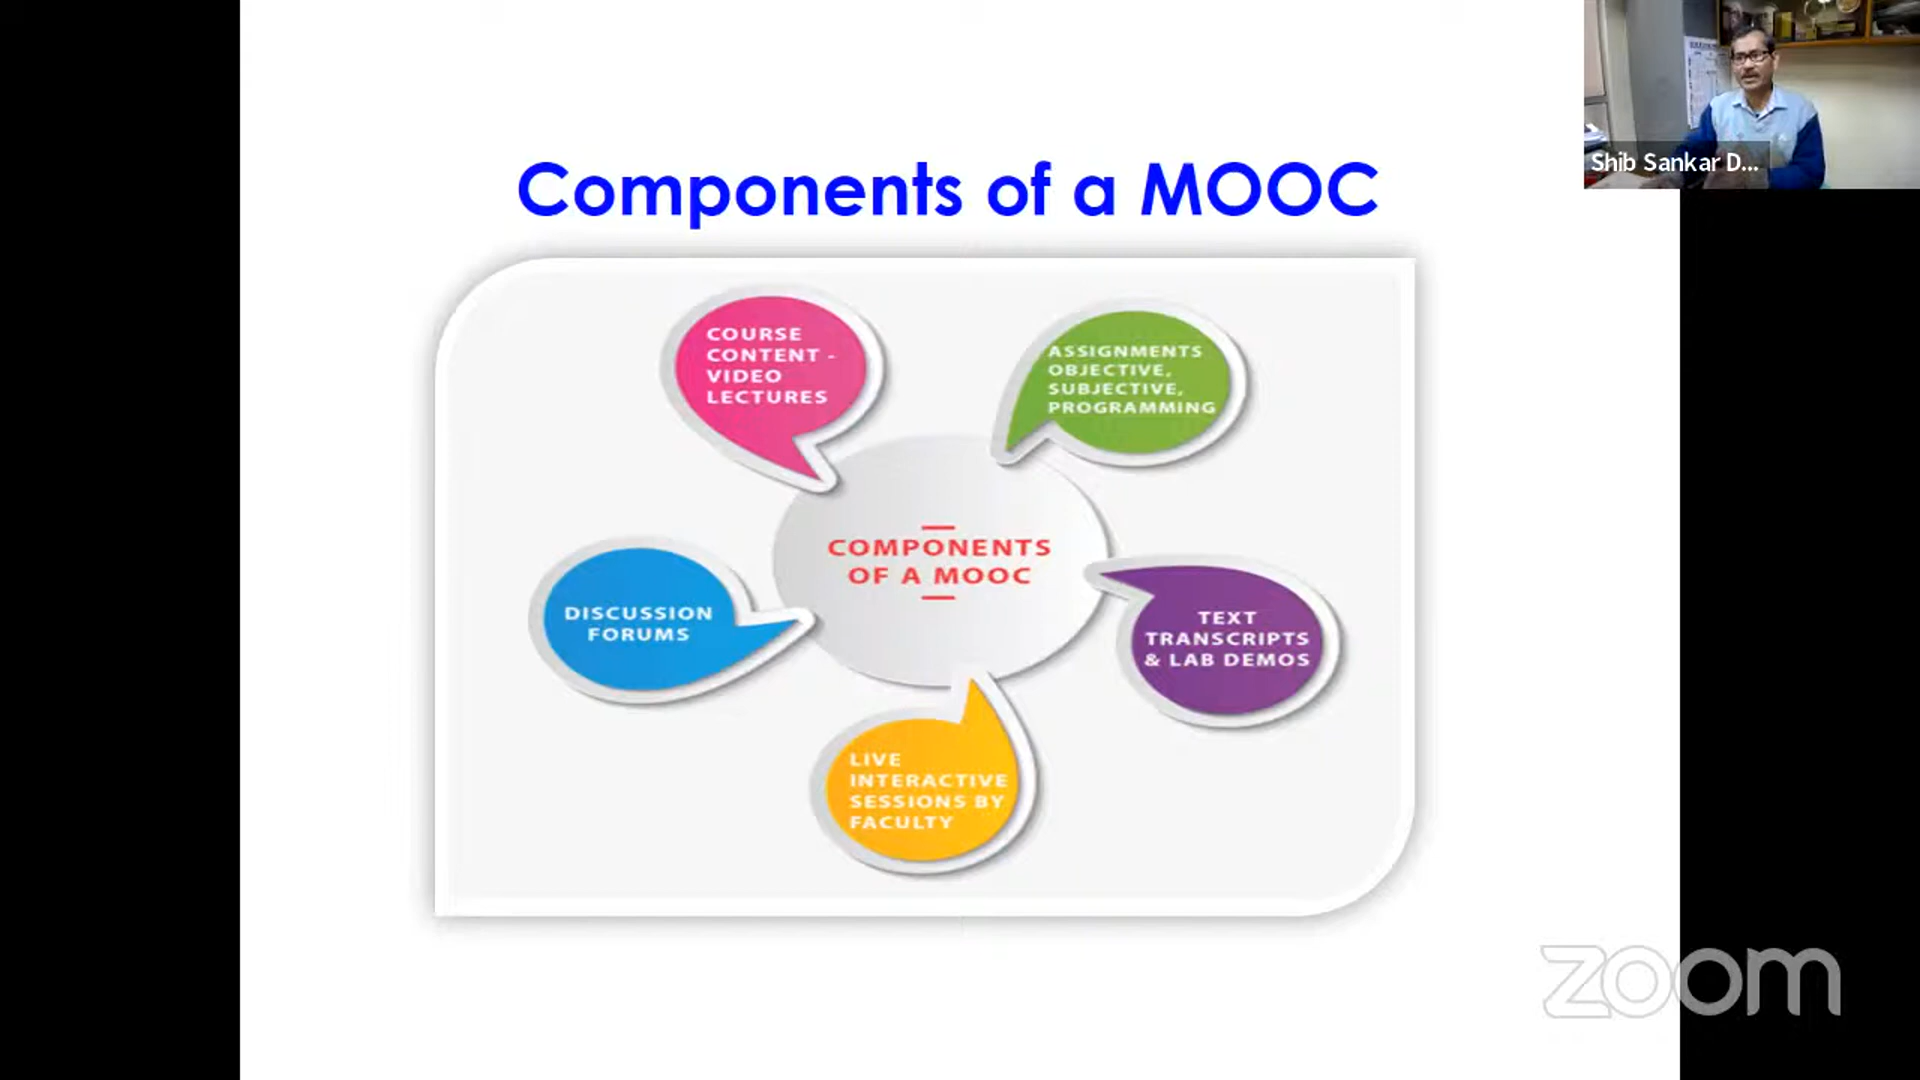 Shib Sankar D...
Components of a MOOC
COURSE
CONTENT -
VIDEO
LECTURES
ASSIGNMENTS
OBJECTIVE,
SUBJECTIVE,
PROGRAMMING
COMPONENTS
OF A MOOC
DISCUSSION
FORUMS
TEXT
TRANSCRIPTS
& LAB DEMOS
LIVE
INTERACTIVE
SESSIONS BY
FACULTY
zoom